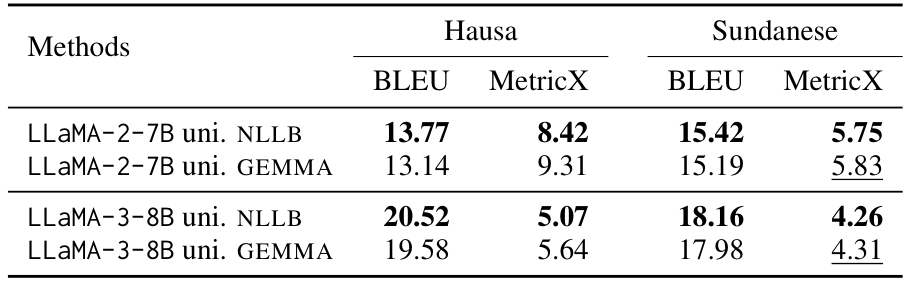 Methods Hausa Sundanese
BLEU MetricX BLEU MetricX
LLaMA-2-7B uni. NLLB 13.77 8.42 15.42 5.75
LLaMA-2-7B uni. GEMMA 13.14 9.31 15.19 5.83
LLaMA-3-8B uni. NLLB 20.52 5.07 18.16 4.26
LLaMA-3-8B uni. GEMMA 19.58 5.64 17.98 4.31